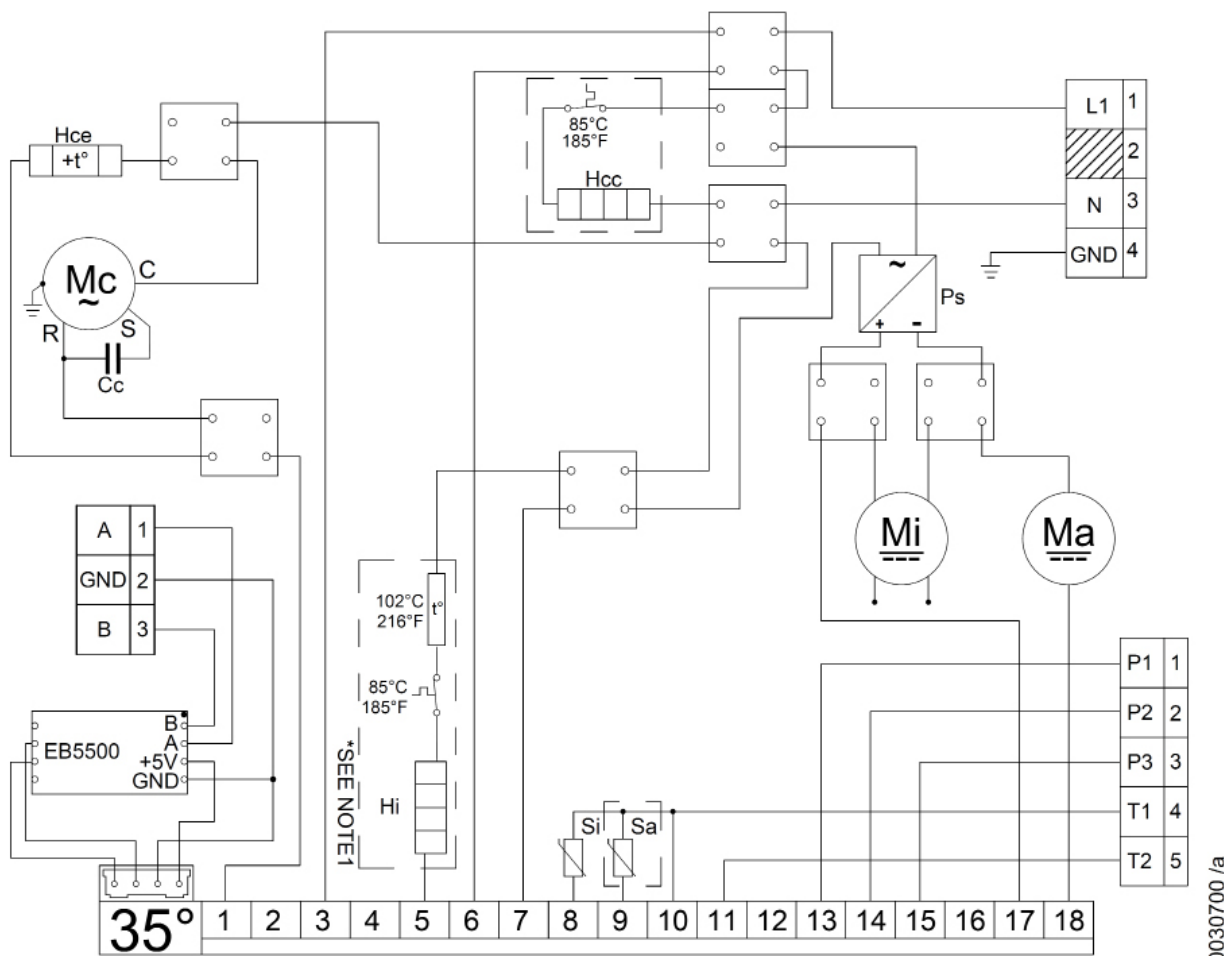 L1 1
2
N 3
GND 4
Hce
+t°
85°C
185°F
Hcc
Mc
~
C
R
S
Cc
~
+ -
Ps
A 1
GND 2
B 3
Mi
Ma
102°C
216°F
t°
85°C
185°F
*SEE NOTE1
Hi
EB5500
B
A
+5V
GND
Si
Sa
P1 1
P2 2
P3 3
T1 4
T2 5
35° 1 2 3 4 5 6 7 8 9 10 11 12 13 14 15 16 17 18
0030700 /a